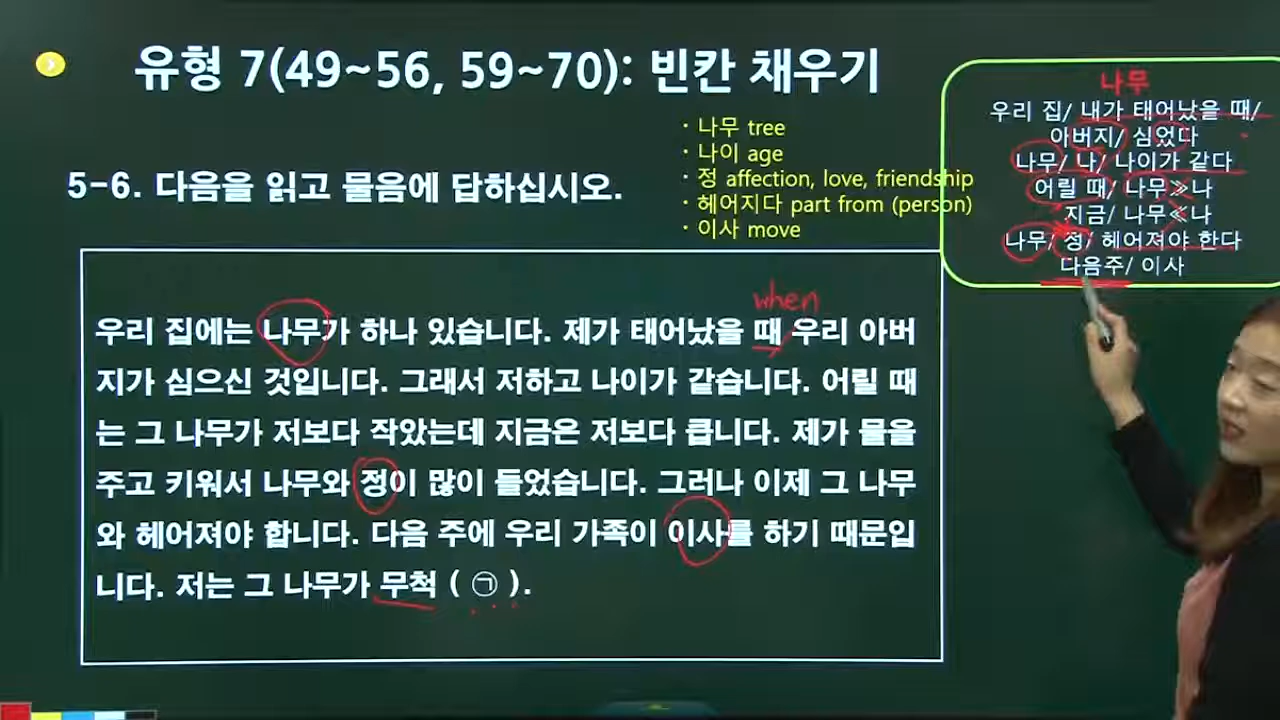 유형 7(49~56, 59~70): 빈칸 채우기
· 나무 tree
· 나이 age
· 정 affection, love, friendship
· 헤어지다 part from (person)
· 이사 move
나무
우리 집/ 내가 태어났을 때/
아버지/ 심었다
나무/ 나/ 나이가 같다
어릴 때/ 나무≫나
지금/ 나무≪나
나무/ 정/ 헤어져야 한다
다음주/ 이사
5-6. 다음을 읽고 물음에 답하십시오.
when
우리 집에는 나무가 하나 있습니다. 제가 태어났을 때 우리 아버
지가 심으신 것입니다. 그래서 저하고 나이가 같습니다. 어릴 때
는 그 나무가 저보다 작았는데 지금은 저보다 큽니다. 제가 물을
주고 키워서 나무와 정이 많이 들었습니다. 그러나 이제 그 나무
와 헤어져야 합니다. 다음 주에 우리 가족이 이사를 하기 때문입
니다. 저는 그 나무가 무척 ( ㉠ ).